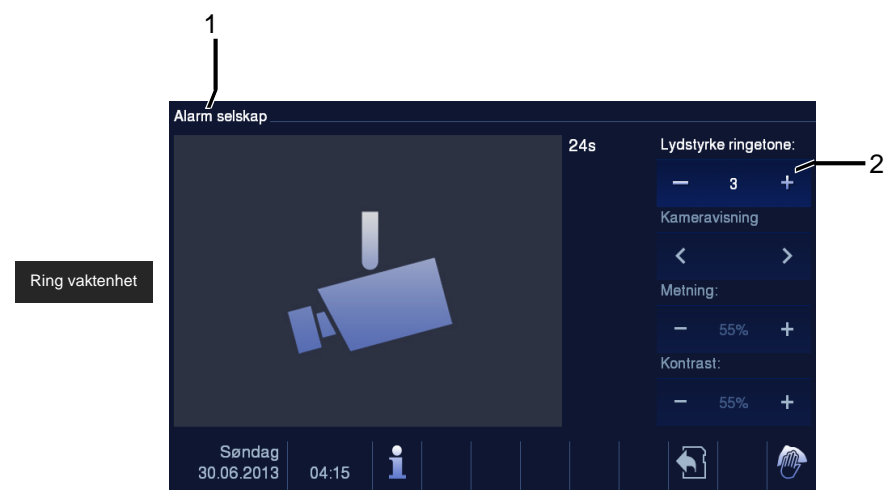 1
Alarm selskap
24s
Lydstyrke ringetone:
2
− 3 +
Kameravisning
< >
Ring vaktenhet
Metning:
− 55% +
Kontrast:
− 55% +
Søndag
30.06.2013
04:15
i